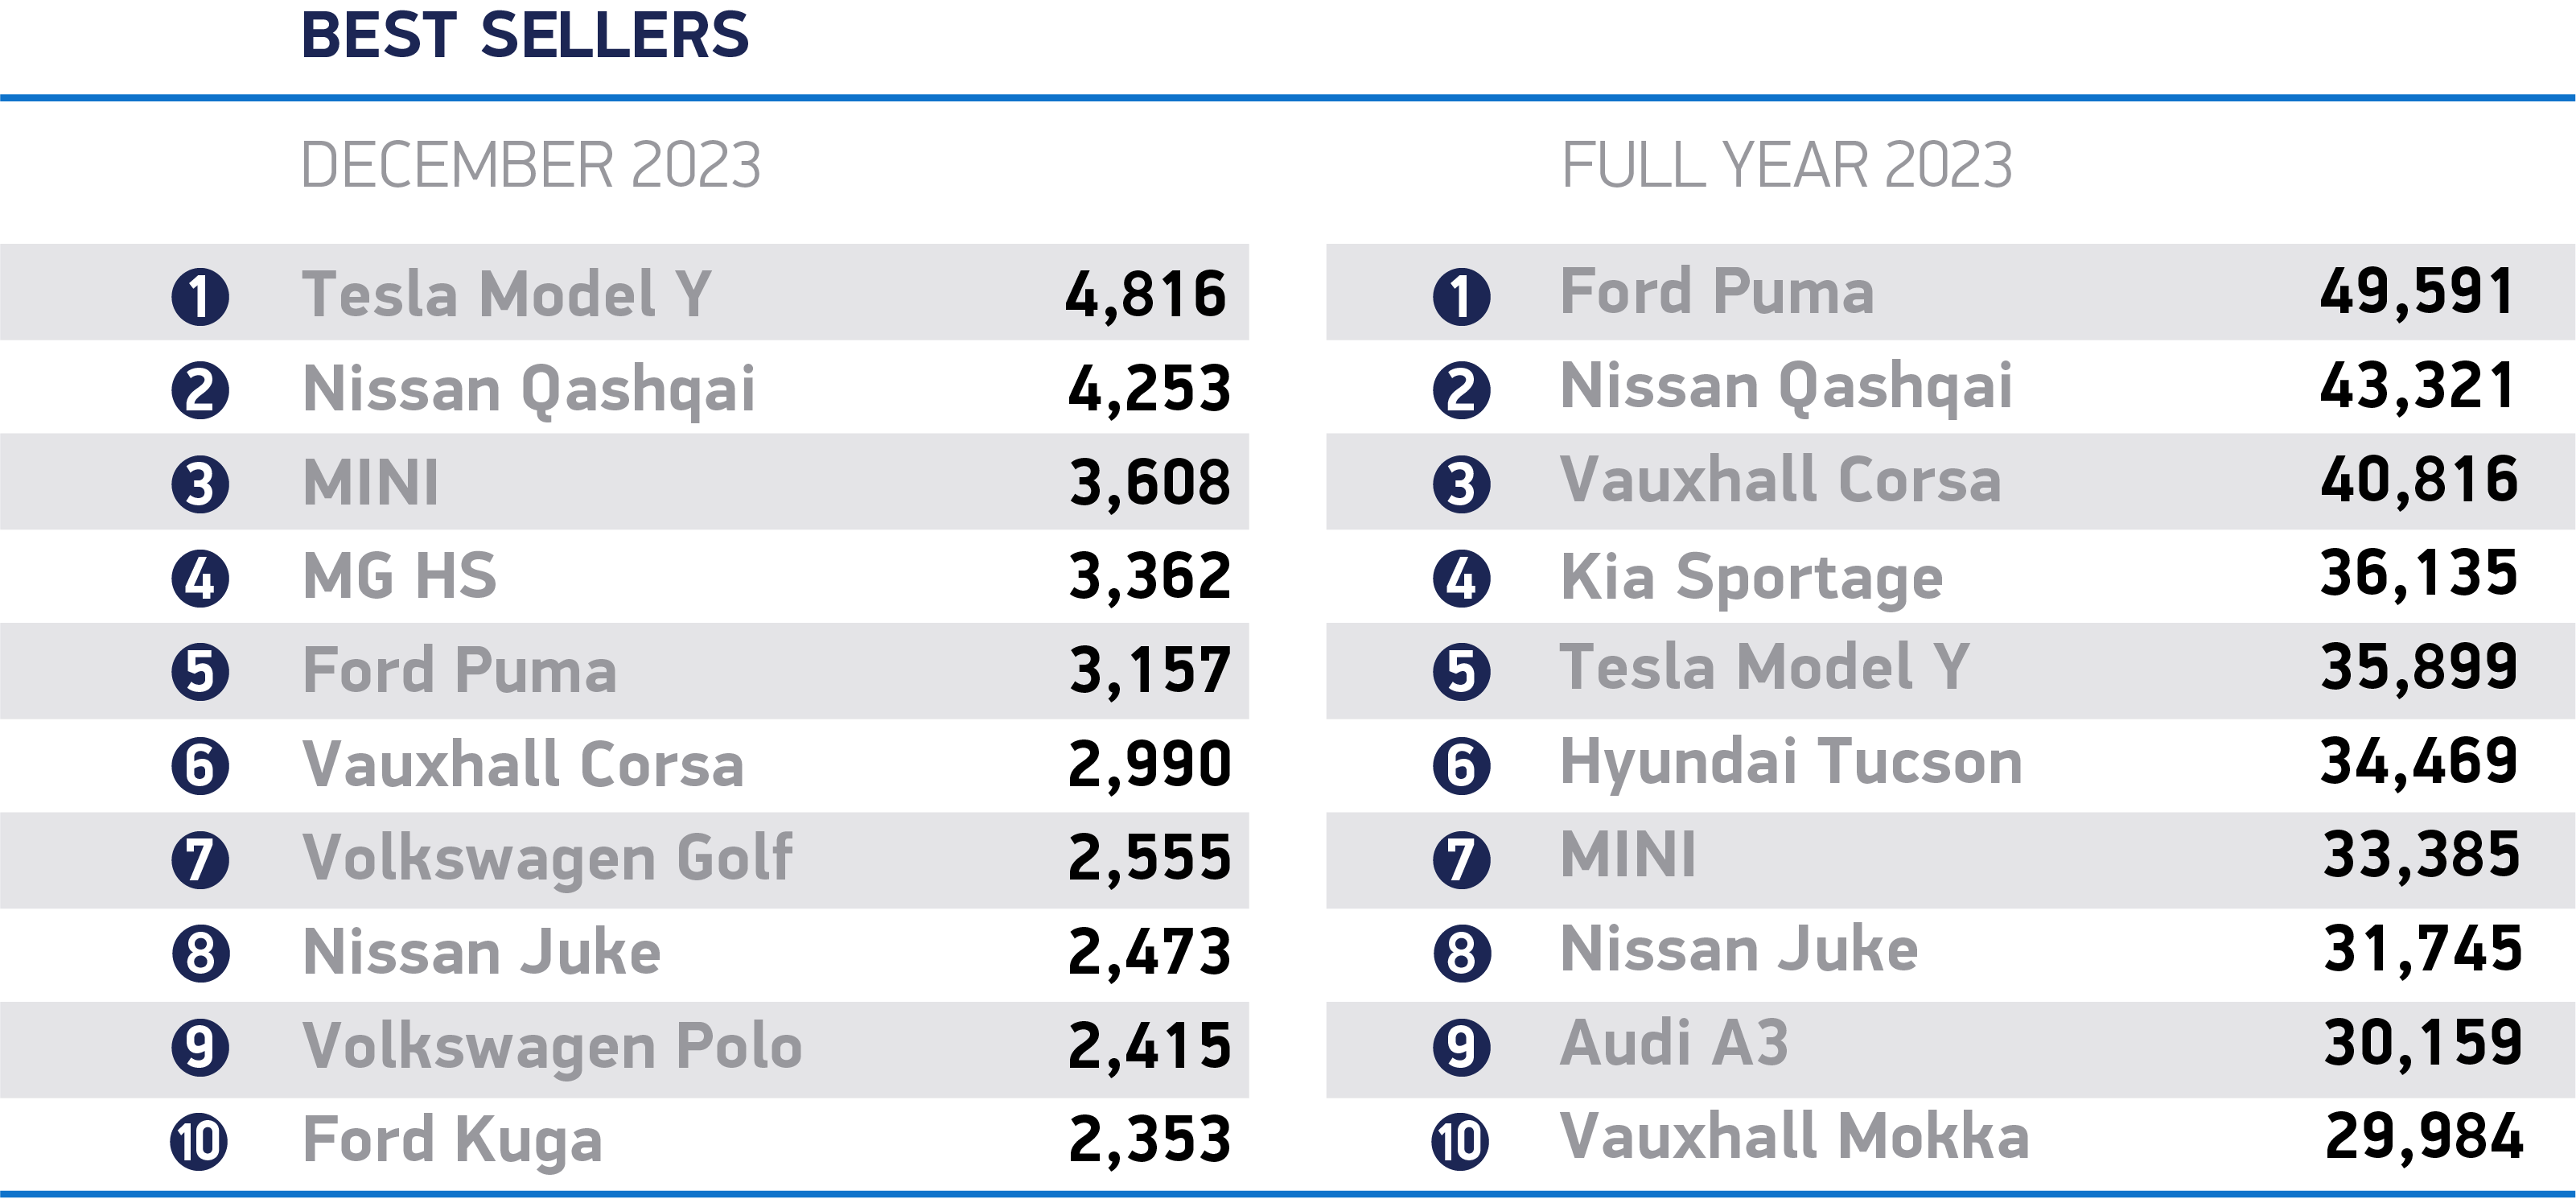 BEST SELLERS
DECEMBER 2023 FULL YEAR 2023
1 Tesla Model Y 4,816 1 Ford Puma 49,591
2 Nissan Qashqai 4,253 2 Nissan Qashqai 43,321
3 MINI 3,608 3 Vauxhall Corsa 40,816
4 MG HS 3,362 4 Kia Sportage 36,135
5 Ford Puma 3,157 5 Tesla Model Y 35,899
6 Vauxhall Corsa 2,990 6 Hyundai Tucson 34,469
7 Volkswagen Golf 2,555 7 MINI 33,385
8 Nissan Juke 2,473 8 Nissan Juke 31,745
9 Volkswagen Polo 2,415 9 Audi A3 30,159
10 Ford Kuga 2,353 10 Vauxhall Mokka 29,984